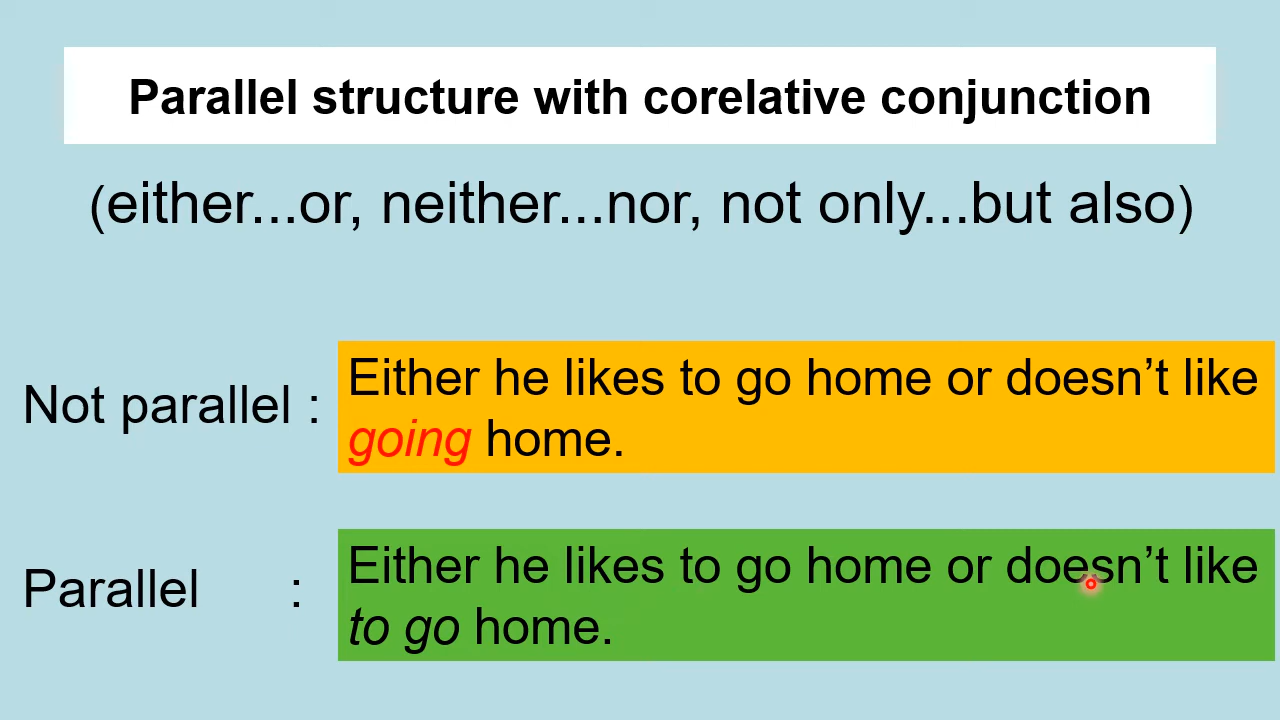 Parallel structure with corelative conjunction
(either...or, neither...nor, not only...but also)
Not parallel :
Either he likes to go home or doesn’t like
going home.
Parallel :
Either he likes to go home or doesn’t like
to go home.